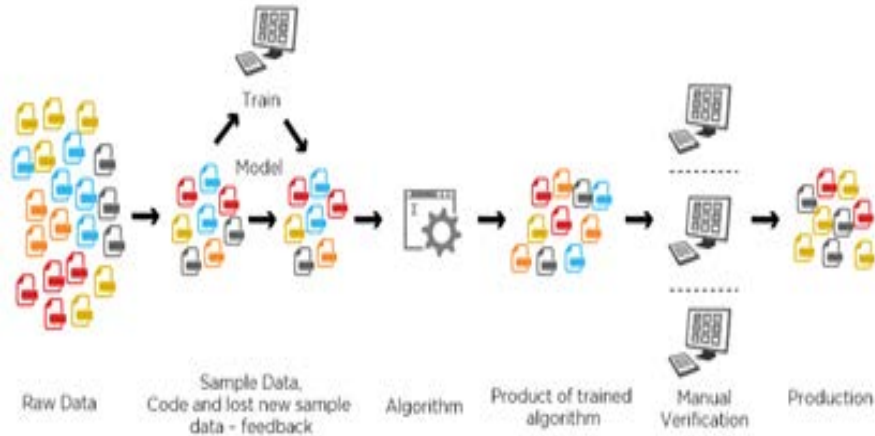 Train
Model
Raw Data
Sample Data,
Code and lost new sample
data - feedback
Algorithm
Product of trained
algorithm
Manual
Verification
Production